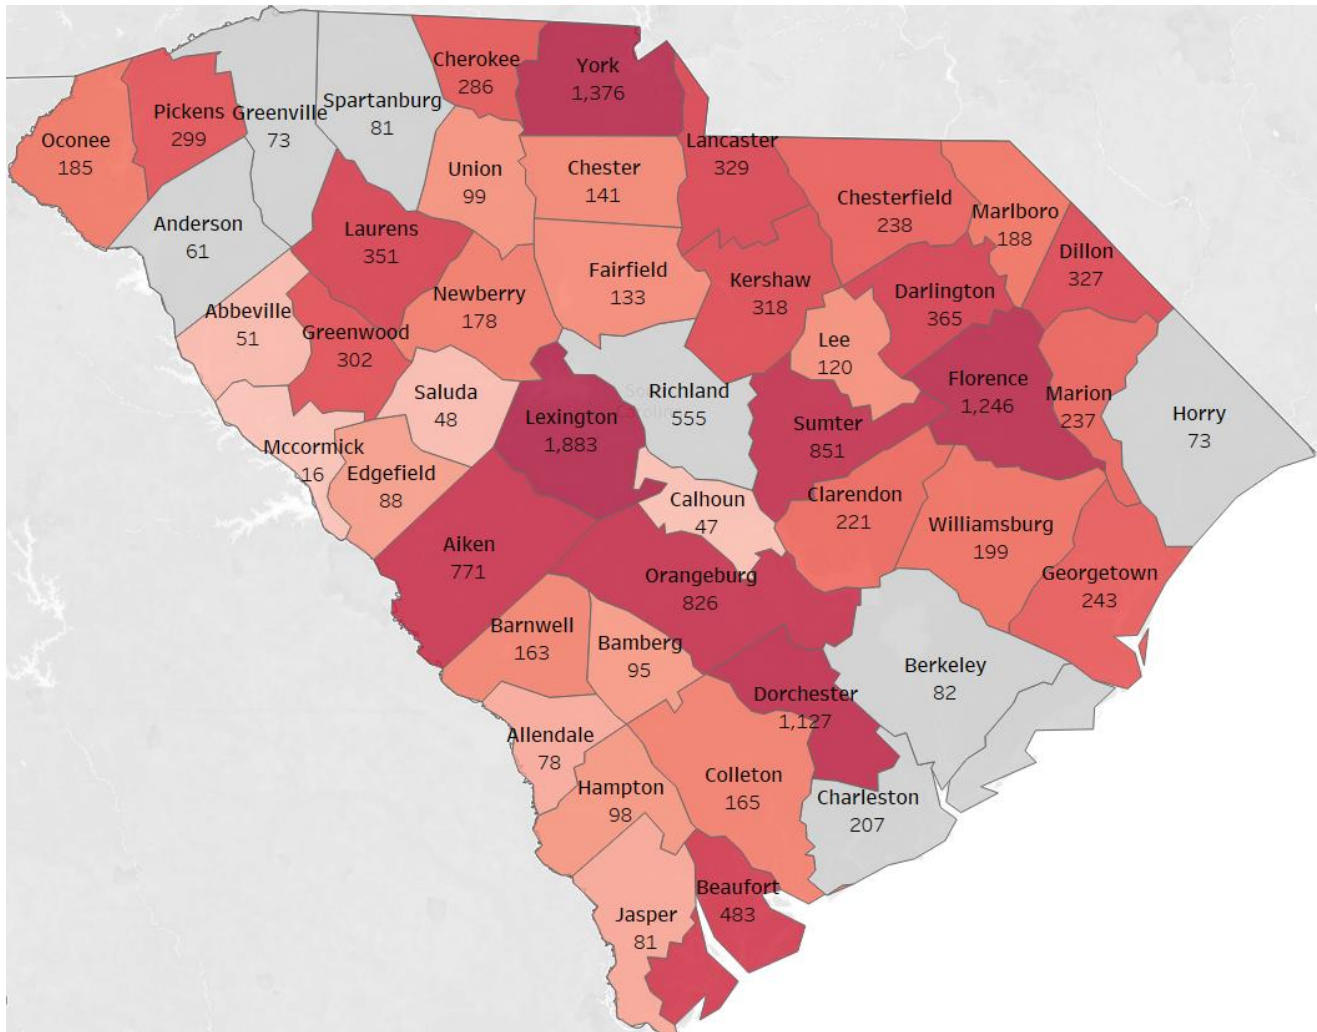 Cherokee
286
York
1,376
Oconee
185
Pickens
299
Greenville
73
Spartanburg
81
Lancaster
329
Union
99
Chester
141
Chesterfield
238
Marlboro
188
Anderson
61
Laurens
351
Dillon
327
Fairfield
133
Kershaw
318
Darlington
365
Newberry
178
Abbeville
51
Greenwood
302
Lee
120
Saluda
48
Richland
555
Florence
1,246
Marion
237
Horry
73
Lexington
1,883
Sumter
851
Mccormick
16
Edgefield
88
Calhoun
47
Clarendon
221
Williamsburg
199
Aiken
771
Orangeburg
826
Georgetown
243
Barnwell
163
Bamberg
95
Berkeley
82
Dorchester
1,127
Allendale
78
Hampton
98
Colleton
165
Charleston
207
Beaufort
483
Jasper
81